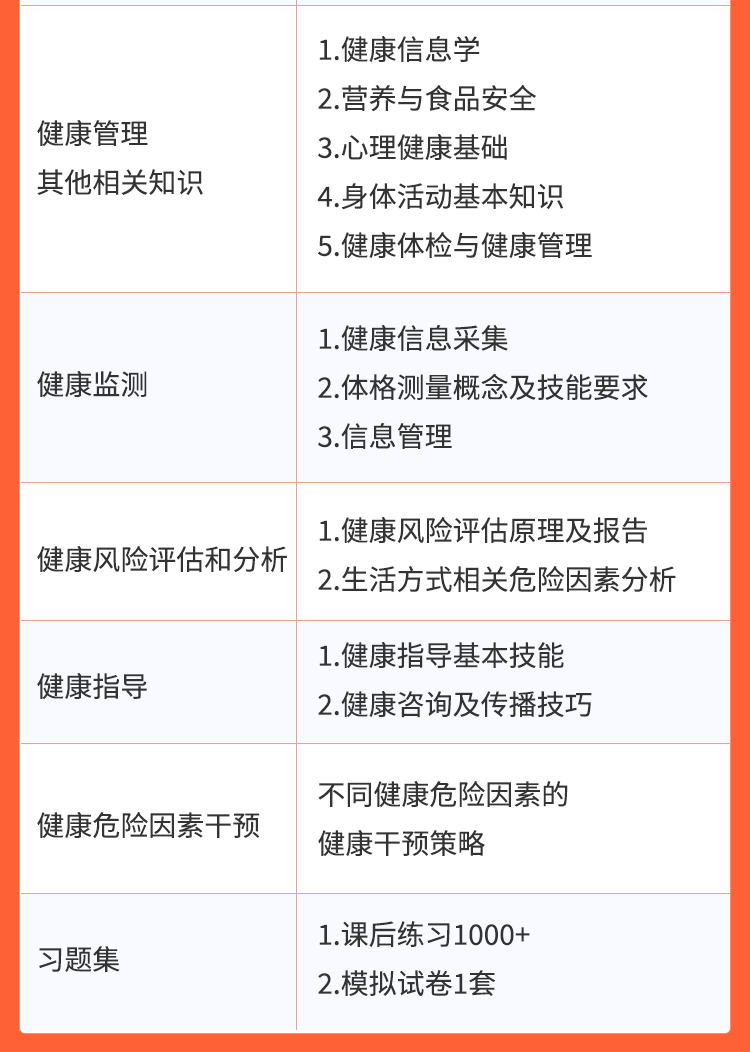 健康管理
其他相关知识
1.健康信息学
2.营养与食品安全
3.心理健康基础
4.身体活动基本知识
5.健康体检与健康管理
健康监测
1.健康信息采集
2.体格测量概念及技能要求
3.信息管理
健康风险评估和分析
1.健康风险评估原理及报告
2.生活方式相关危险因素分析
健康指导
1.健康指导基本技能
2.健康咨询及传播技巧
健康危险因素干预
不同健康危险因素的
健康干预策略
习题集
1.课后练习1000+
2.模拟试卷1套